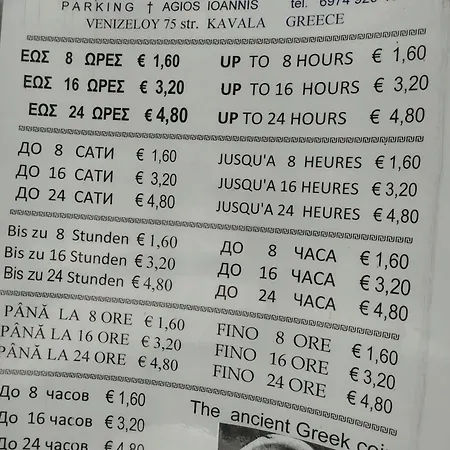 PARKING † AGIOS IOANNIS tel. 6974
VENIZELOY 75 str. KAVALA GREECE
ΕΩΣ 8 ΩΡΕΣ € 1,60 UP TO 8 HOURS € 1,60
ΕΩΣ 16 ΩΡΕΣ € 3,20 UP TO 16 HOURS € 3,20
ΕΩΣ 24 ΩΡΕΣ € 4,80 UP TO 24 HOURS € 4,80
ДО 8 САТИ € 1,60 JUSQU'A 8 HEURES € 1,60
ДО 16 САТИ € 3,20 JUSQU'A 16 HEURES € 3,20
ДО 24 САТИ € 4,80 JUSQU'A 24 HEURES € 4,80
Bis zu 8 Stunden € 1,60 ДО 8 ЧАСА € 1,60
Bis zu 16 Stunden € 3,20 ДО 16 ЧАСА € 3,20
Bis zu 24 Stunden € 4,80 ДО 24 ЧАСА € 4,80
PÂNĂ LA 8 ORE € 1,60 FINO 8 ORE € 1,60
PÂNĂ LA 16 ORE € 3,20 FINO 16 ORE € 3,20
PÂNĂ LA 24 ORE € 4,80 FINO 24 ORE € 4,80
До 8 часов € 1,60
До 16 часов € 3,20
До 24 часов € 4,80
The ancient Greek